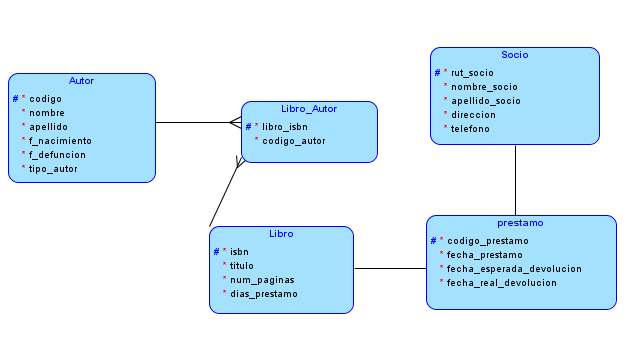 Autor
# * codigo
* nombre
* apellido
* f_nacimiento
* f_defuncion
* tipo_autor
Libro_Autor
# * libro_isbn
* codigo_autor
Socio
# * rut_socio
* nombre_socio
* apellido_socio
* direccion
* telefono
Libro
# * isbn
* titulo
* num_paginas
* dias_prestamo
prestamo
# * codigo_prestamo
* fecha_prestamo
* fecha_esperada_devolucion
* fecha_real_devolucion